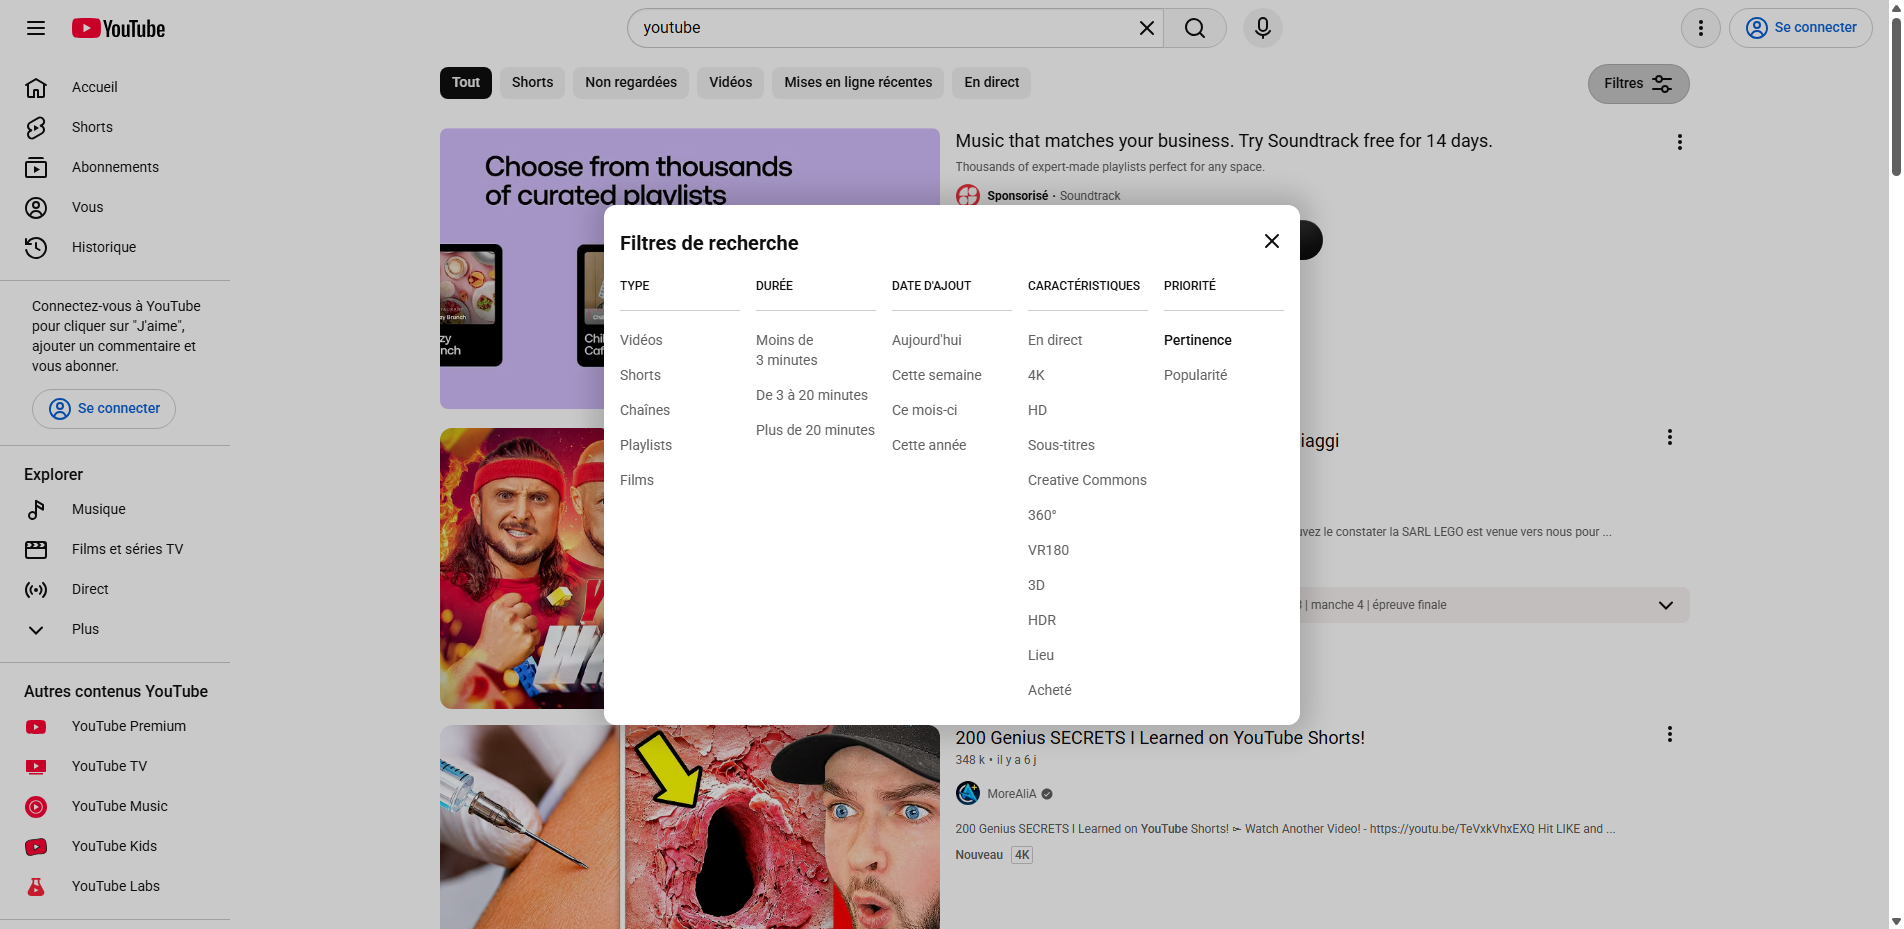 YouTube
youtube
Se connecter
Accueil
Shorts
Abonnements
Vous
Historique
Connectez-vous à YouTube
pour cliquer sur "J'aime",
ajouter un commentaire et
vous abonner.
Se connecter
Explorer
Musique
Films et séries TV
Direct
Plus
Autres contenus YouTube
YouTube Premium
YouTube TV
YouTube Music
YouTube Kids
YouTube Labs
Tout
Shorts
Non regardées
Vidéos
Mises en ligne récentes
En direct
Filtres
Choose from thousands
of curated playlists
Music that matches your business. Try Soundtrack free for 14 days.
Thousands of expert-made playlists perfect for any space.
Sponsorisé · Soundtrack
Filtres de recherche
TYPE
Vidéos
Shorts
Chaînes
Playlists
Films
DURÉE
Moins de
3 minutes
De 3 à 20 minutes
Plus de 20 minutes
DATE D'AJOUT
Aujourd'hui
Cette semaine
Ce mois-ci
Cette année
CARACTÉRISTIQUES
En direct
4K
HD
Sous-titres
Creative Commons
360°
VR180
3D
HDR
Lieu
Acheté
PRIORITÉ
Pertinence
Popularité
iaggi
uvez le constater la SARL LEGO est venue vers nous pour ...
| manche 4 | épreuve finale
200 Genius SECRETS I Learned on YouTube Shorts!
348 k • il y a 6 j
MoreAliA
200 Genius SECRETS I Learned on YouTube Shorts! ➳ Watch Another Video! - https://youtu.be/TeVxkVhxEXQ Hit LIKE and ...
Nouveau
4K